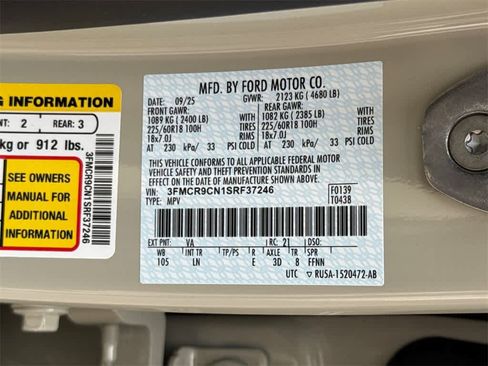 G INFORMATION
NT: 2 REAR: 3
kg or 912 lbs.
SEE OWNERS
MANUAL FOR
ADDITIONAL
INFORMATION
3FMCR9CN1SRF37246
MFD. BY FORD MOTOR CO.
DATE: 09/25 GVWR: 2123 KG (4680 LB)
FRONT GAWR: REAR GAWR:
1089 KG (2400 LB) 1082 KG (2385 LB)
225/60R18 100H TIRES 225/60R18 100H TIRES
18x7.0J RIMS 18x7.0J RIMS
AT 230 kPa/ 33 PSI COLD AT 230 kPa/ 33 PSI COLD
THIS VEHICLE CONFORMS TO ALL APPLICABLE FEDERAL MOTOR
VEHICLE SAFETY AND THEFT PREVENTION STANDARDS IN EFFECT ON
THE DATE OF MANUFACTURE SHOWN ABOVE.
VIN: 3FMCR9CN1SRF37246 F0139
TYPE: MPV T0438
EXT PNT: VA RC: 21 DSO:
WB INT TR TP/PS R AXLE TR SPR
105 LN E 3D 8 FFNN
UTC RU5A-1520472-AB